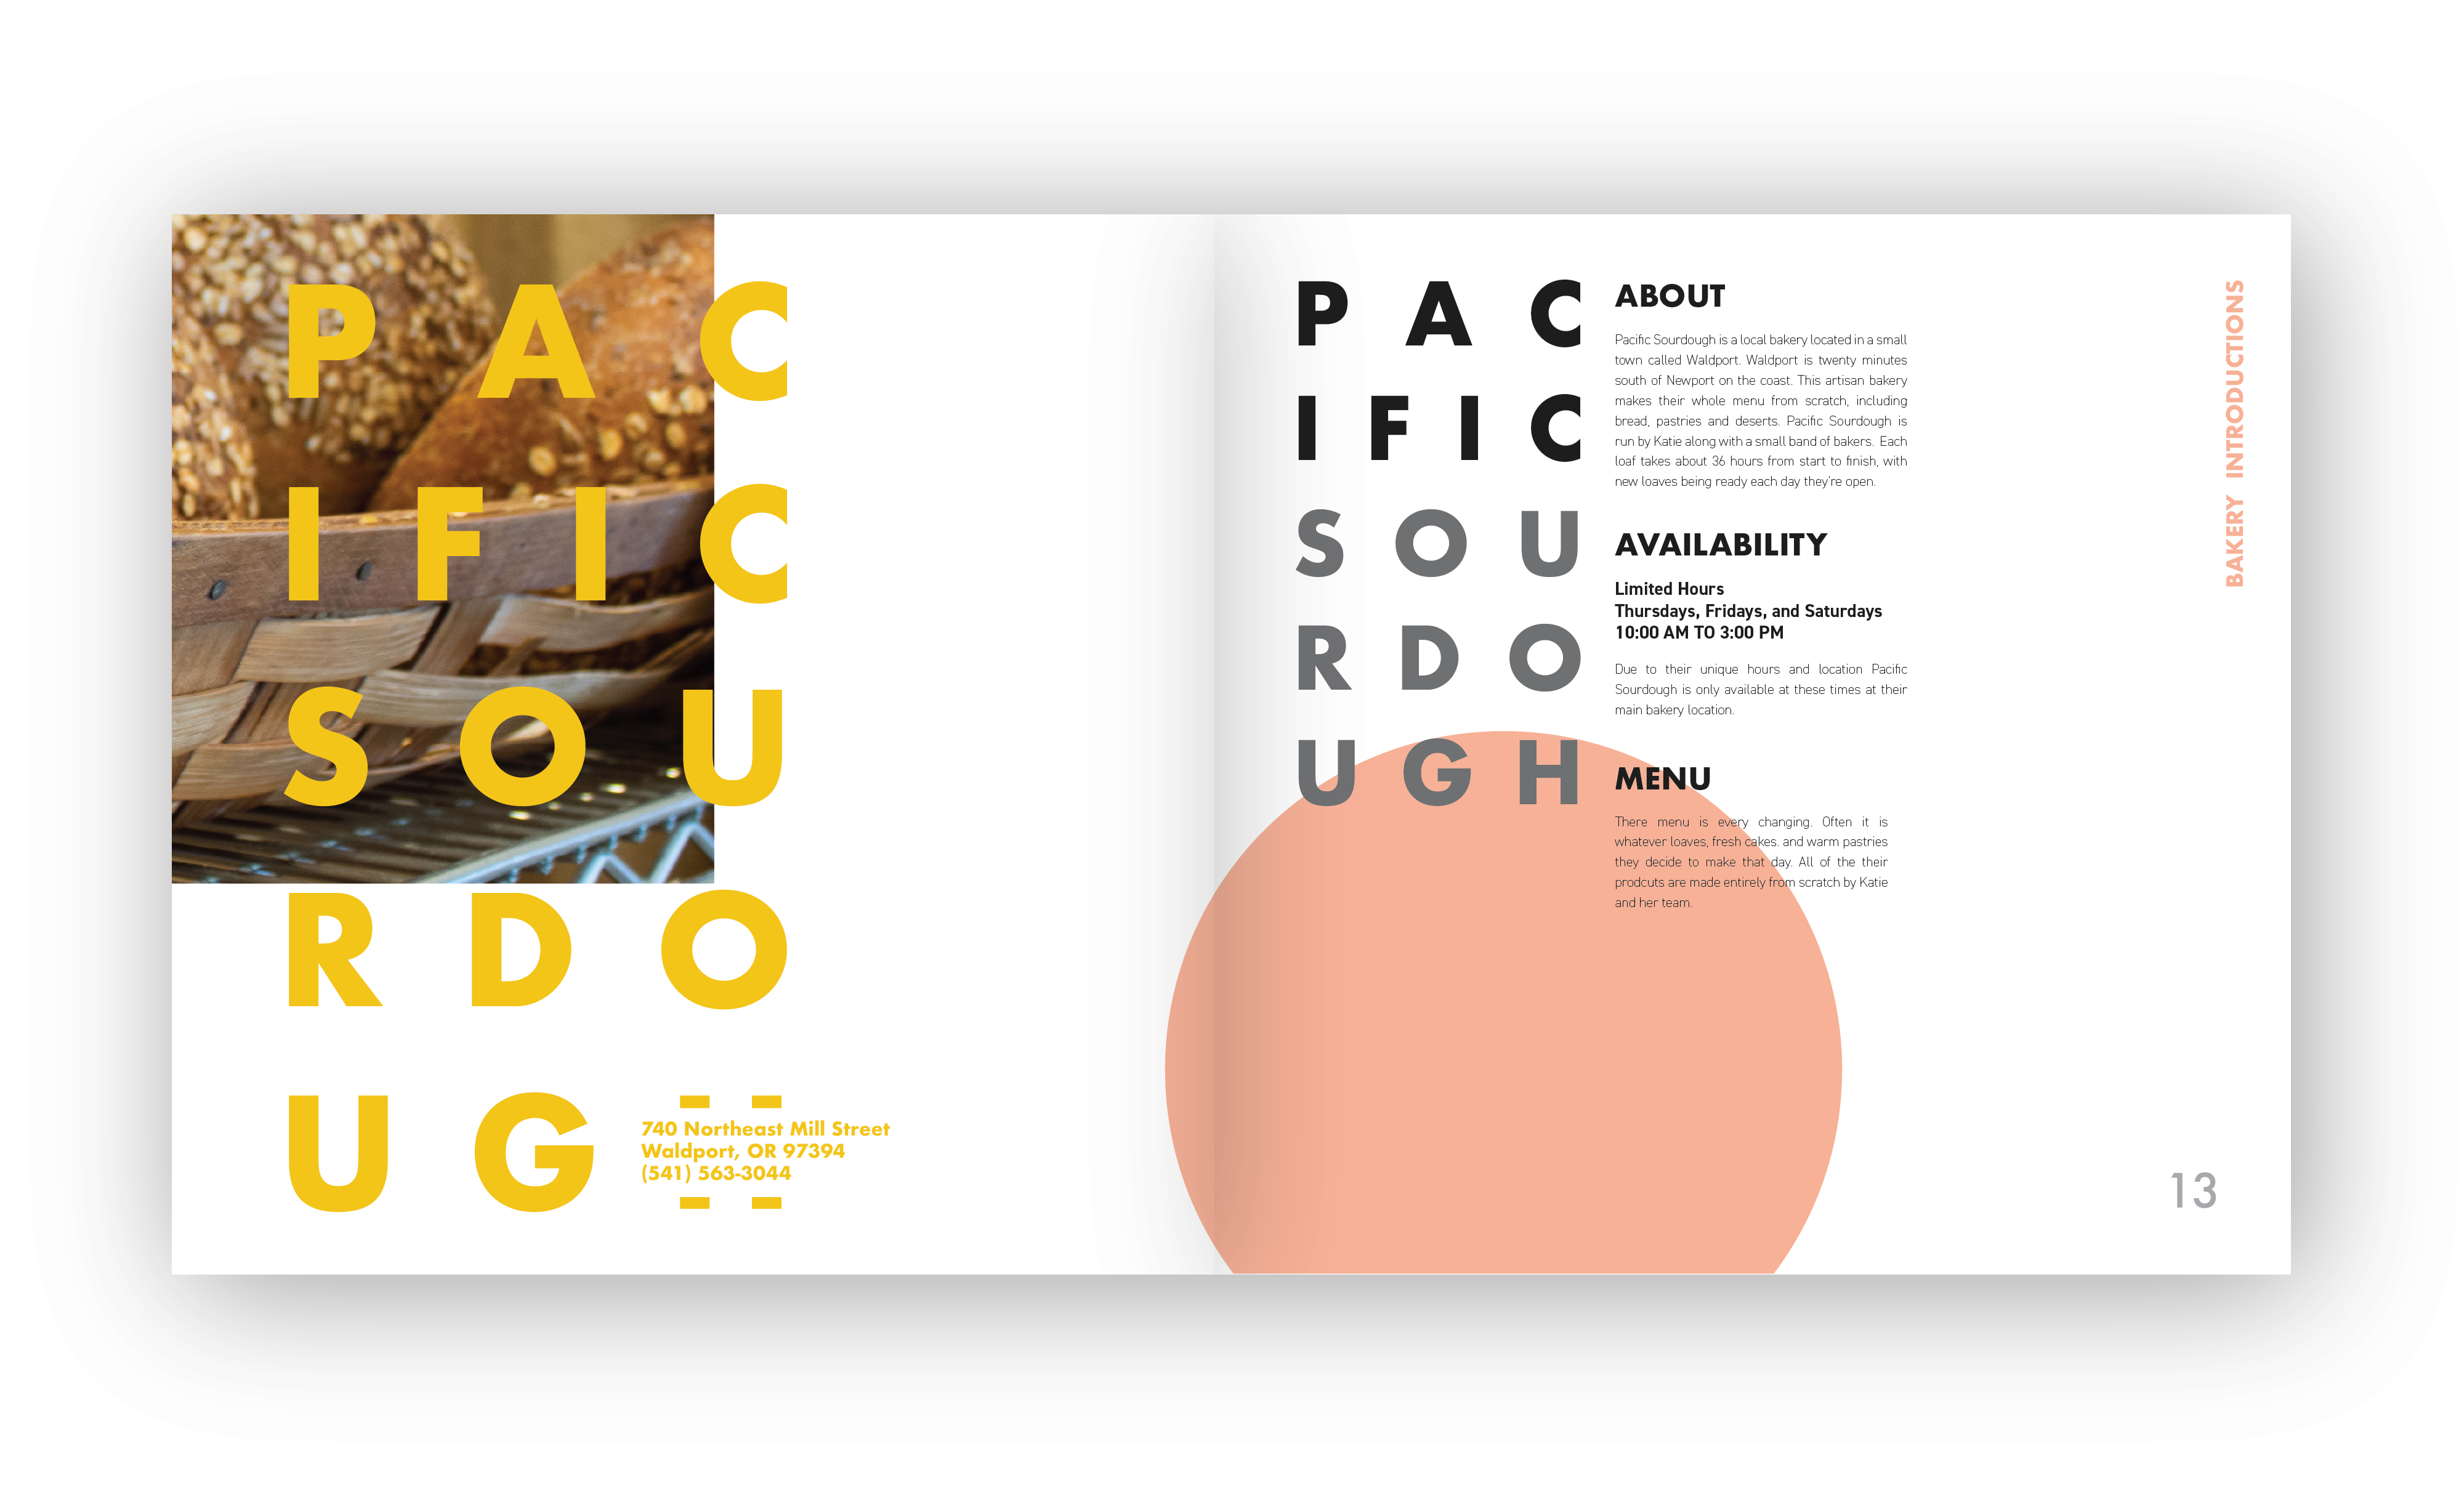 P A C
I F I C
S O U
R D O
U G H
740 Northeast Mill Street
Waldport, OR 97394
(541) 563-3044
P A C
I F I C
S O U
R D O
U G H
ABOUT
Pacific Sourdough is a local bakery located in a small
town called Waldport. Waldport is twenty minutes
south of Newport on the coast. This artisan bakery
makes their whole menu from scratch, including
bread, pastries and deserts. Pacific Sourdough is
run by Katie along with a small band of bakers. Each
loaf takes about 36 hours from start to finish, with
new loaves being ready each day they're open.
AVAILABILITY
Limited Hours
Thursdays, Fridays, and Saturdays
10:00 AM TO 3:00 PM
Due to their unique hours and location Pacific
Sourdough is only available at these times at their
main bakery location.
MENU
There menu is every changing. Often it is
whatever loaves, fresh cakes. and warm pastries
they decide to make that day. All of the their
prodcuts are made entirely from scratch by Katie
and her team.
BAKERY INTRODUCTIONS
13